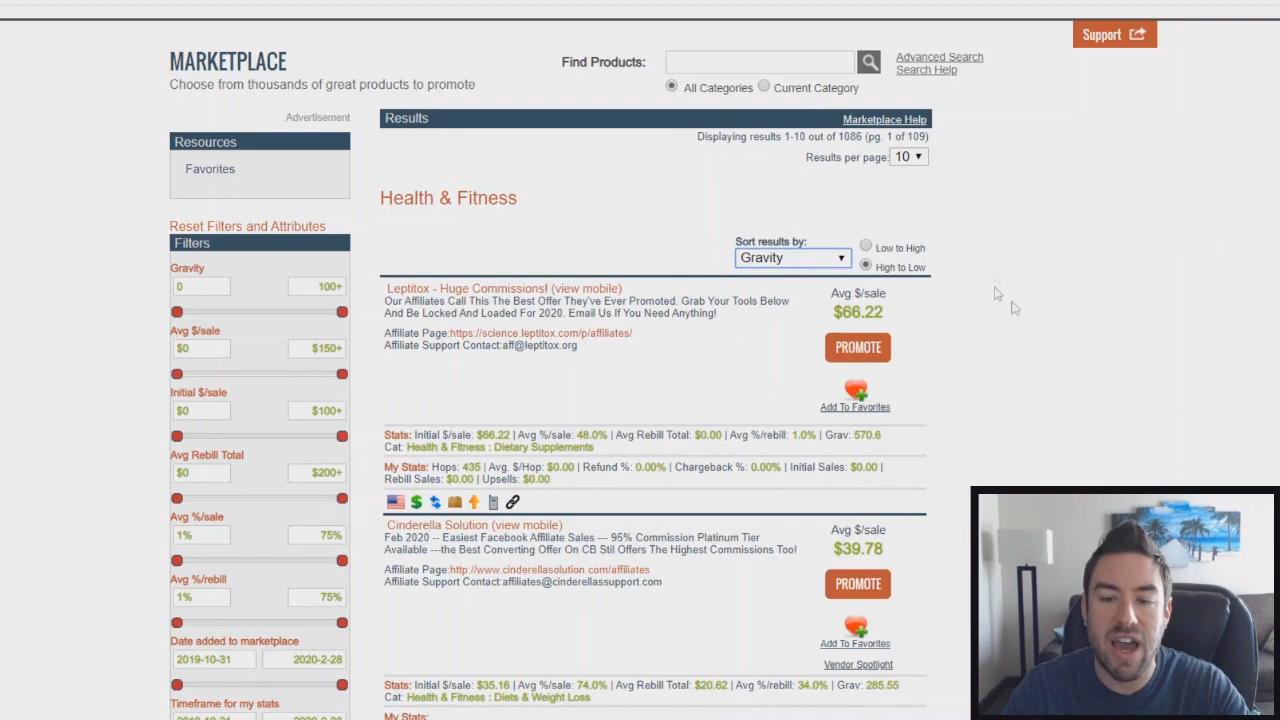 Support
MARKETPLACE
Choose from thousands of great products to promote
Find Products:
Advanced Search
Search Help
All Categories
Current Category
Advertisement
Resources
Favorites
Reset Filters and Attributes
Filters
Gravity
0
100+
Avg $/sale
$0
$150+
Initial $/sale
$0
$100+
Avg Rebill Total
$0
$200+
Avg %/sale
1%
75%
Avg %/rebill
1%
75%
Date added to marketplace
2019-10-31
2020-2-28
Timeframe for my stats
Results
Marketplace Help
Displaying results 1-10 out of 1086 (pg. 1 of 109)
Results per page: 10
Health & Fitness
Sort results by:
Gravity
Low to High
High to Low
Leptitox - Huge Commissions! (view mobile)
Our Affiliates Call This The Best Offer They've Ever Promoted. Grab Your Tools Below
And Be Locked And Loaded For 2020. Email Us If You Need Anything!
Affiliate Page:https://science.leptitox.com/p/affiliates/
Affiliate Support Contact:aff@leptitox.org
Avg $/sale
$66.22
PROMOTE
Add To Favorites
Stats: Initial $/sale: $66.22 | Avg %/sale: 48.0% | Avg Rebill Total: $0.00 | Avg %/rebill: 1.0% | Grav: 570.6
Cat: Health & Fitness : Dietary Supplements
My Stats: Hops: 435 | Avg. $/Hop: $0.00 | Refund %: 0.00% | Chargeback %: 0.00% | Initial Sales: $0.00 |
Rebill Sales: $0.00 | Upsells: $0.00
Cinderella Solution (view mobile)
Feb 2020 -- Easiest Facebook Affiliate Sales --- 95% Commission Platinum Tier
Available ---the Best Converting Offer On CB Stil Offers The Highest Commissions Too!
Affiliate Page:http://www.cinderellasolution.com/affiliates
Affiliate Support Contact:affiliates@cinderellassupport.com
Avg $/sale
$39.78
PROMOTE
Add To Favorites
Vendor Spotlight
Stats: Initial $/sale: $35.16 | Avg %/sale: 74.0% | Avg Rebill Total: $20.62 | Avg %/rebill: 34.0% | Grav: 285.55
Cat: Health & Fitness : Diets & Weight Loss
My Stats: